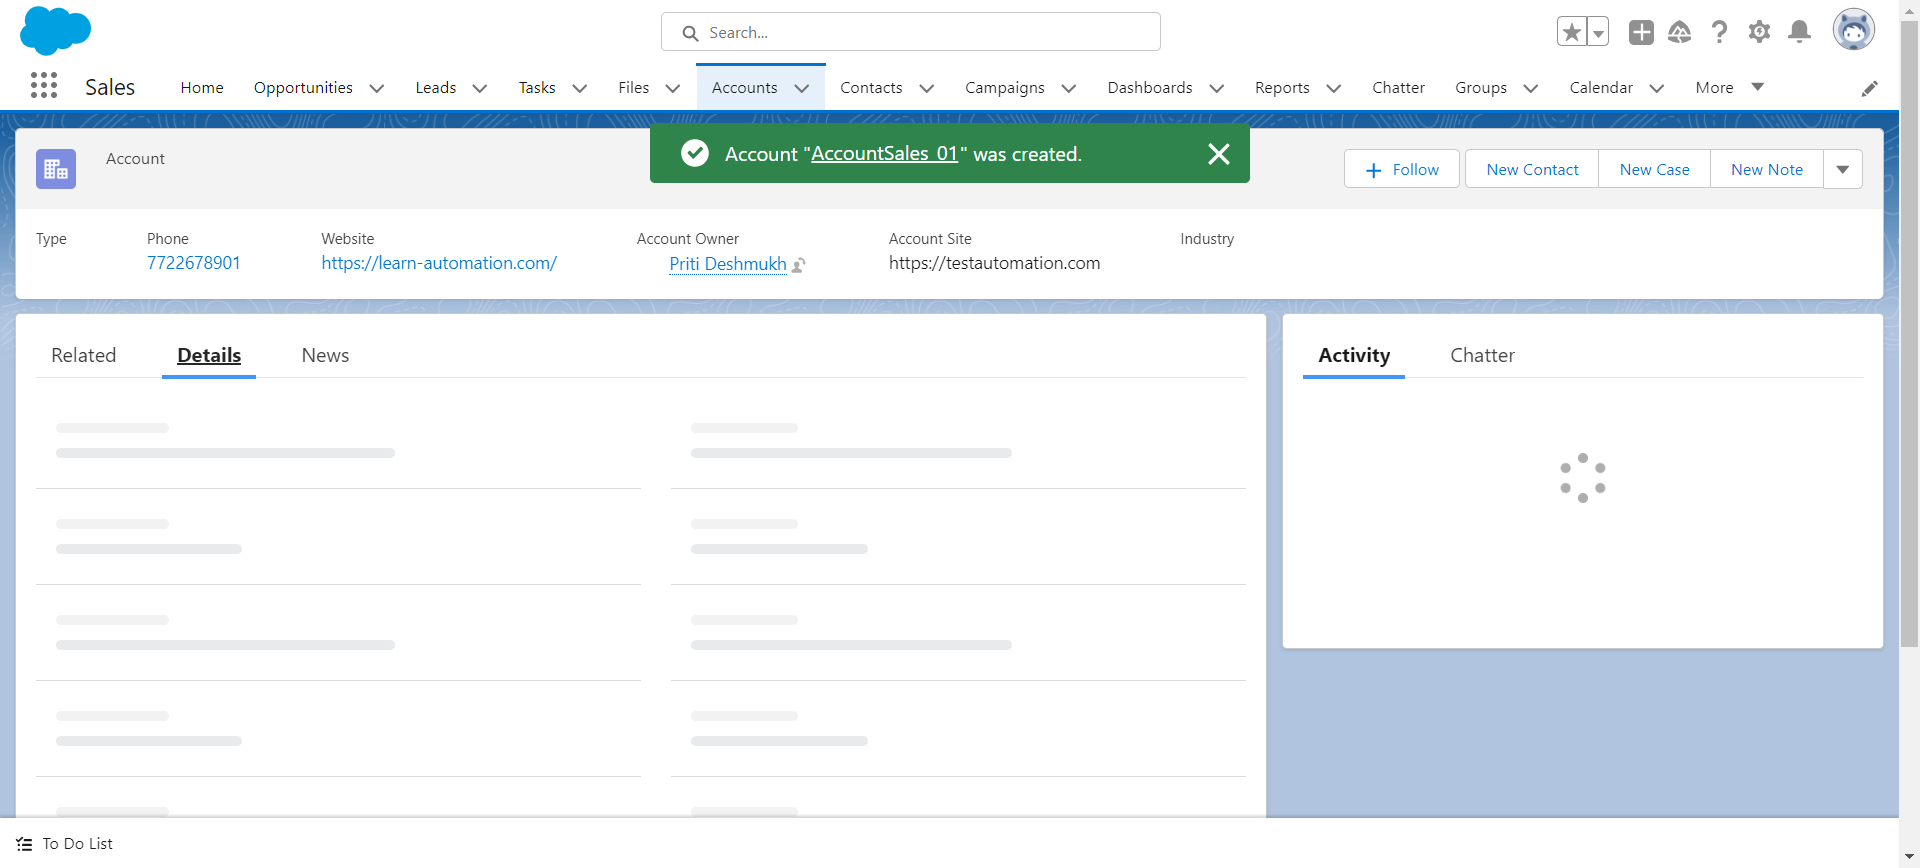 Search...
Sales
Home
Opportunities
Leads
Tasks
Files
Accounts
Contacts
Campaigns
Dashboards
Reports
Chatter
Groups
Calendar
More
Account
Account "AccountSales_01" was created.
Follow
New Contact
New Case
New Note
Type
Phone
Website
Account Owner
Account Site
Industry
7722678901
https://learn-automation.com/
Priti Deshmukh
https://testautomation.com
Related
Details
News
Activity
Chatter
To Do List